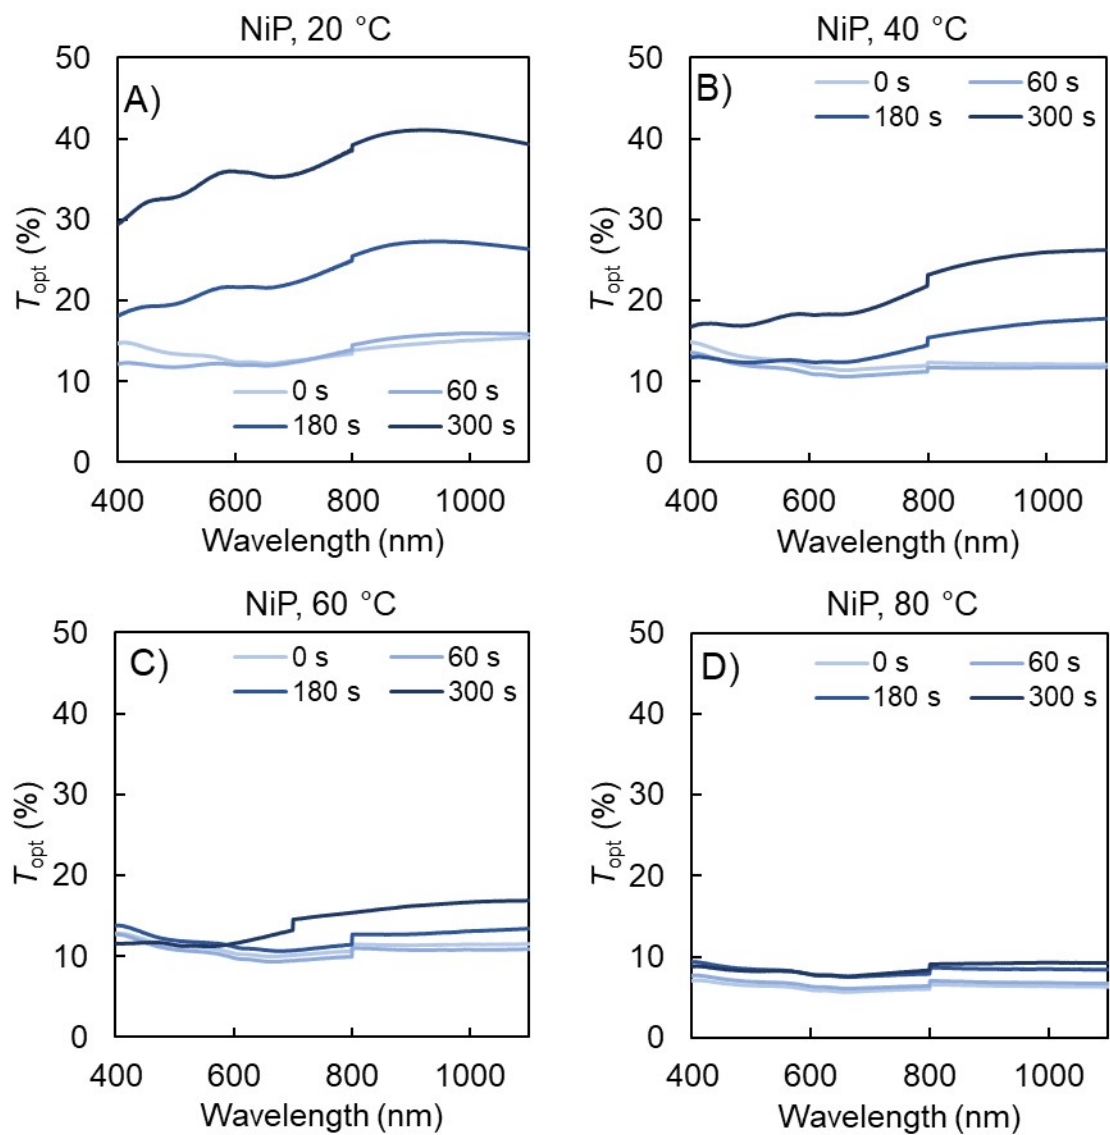 NiP, 20 °C
A)
50
40
30
20
10
0
T_opt (%)
0 s 60 s
180 s 300 s
400 600 800 1000
Wavelength (nm)
NiP, 40 °C
B)
0 s 60 s
180 s 300 s
50
40
30
20
10
0
T_opt (%)
400 600 800 1000
Wavelength (nm)
NiP, 60 °C
C)
0 s 60 s
180 s 300 s
50
40
30
20
10
0
T_opt (%)
400 600 800 1000
Wavelength (nm)
NiP, 80 °C
D)
0 s 60 s
180 s 300 s
50
40
30
20
10
0
T_opt (%)
400 600 800 1000
Wavelength (nm)